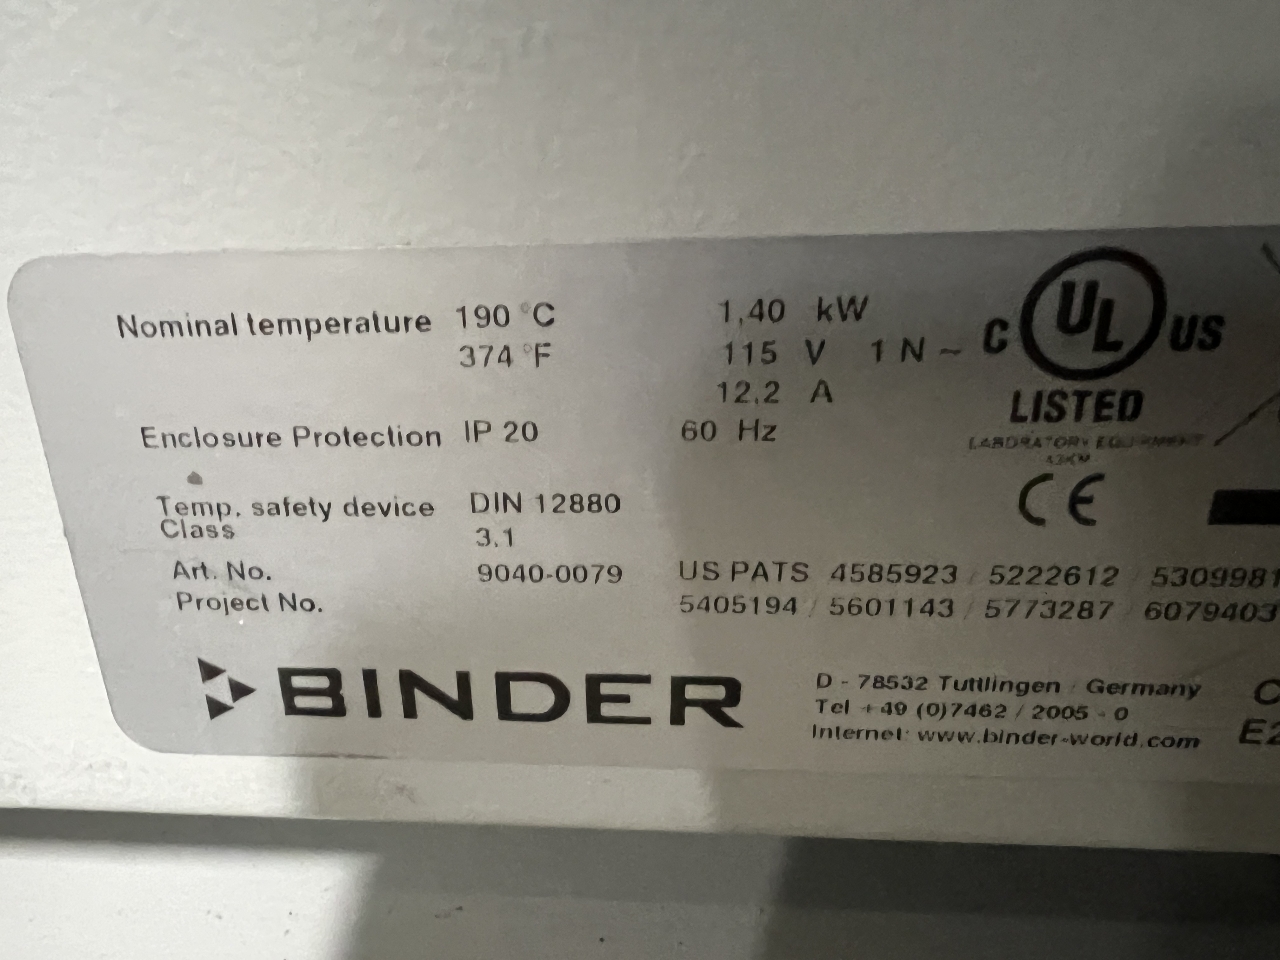 Nominal temperature 190 °C 1,40 kW
374 °F 115 V 1 N ~
12,2 A
Enclosure Protection IP 20 60 Hz
C UL US
LISTED
LABORATORY EQUIPMENT
CE
Temp. safety device DIN 12880
Class 3.1
Art. No. 9040-0079
Project No.
US PATS 4585923 / 5222612 / 5309981
5405194 / 5601143 / 5773287 / 6079403
BINDER
D - 78532 Tuttlingen / Germany
Tel +49 (0)7462 / 2005 - 0
Internet: www.binder-world.com
E2